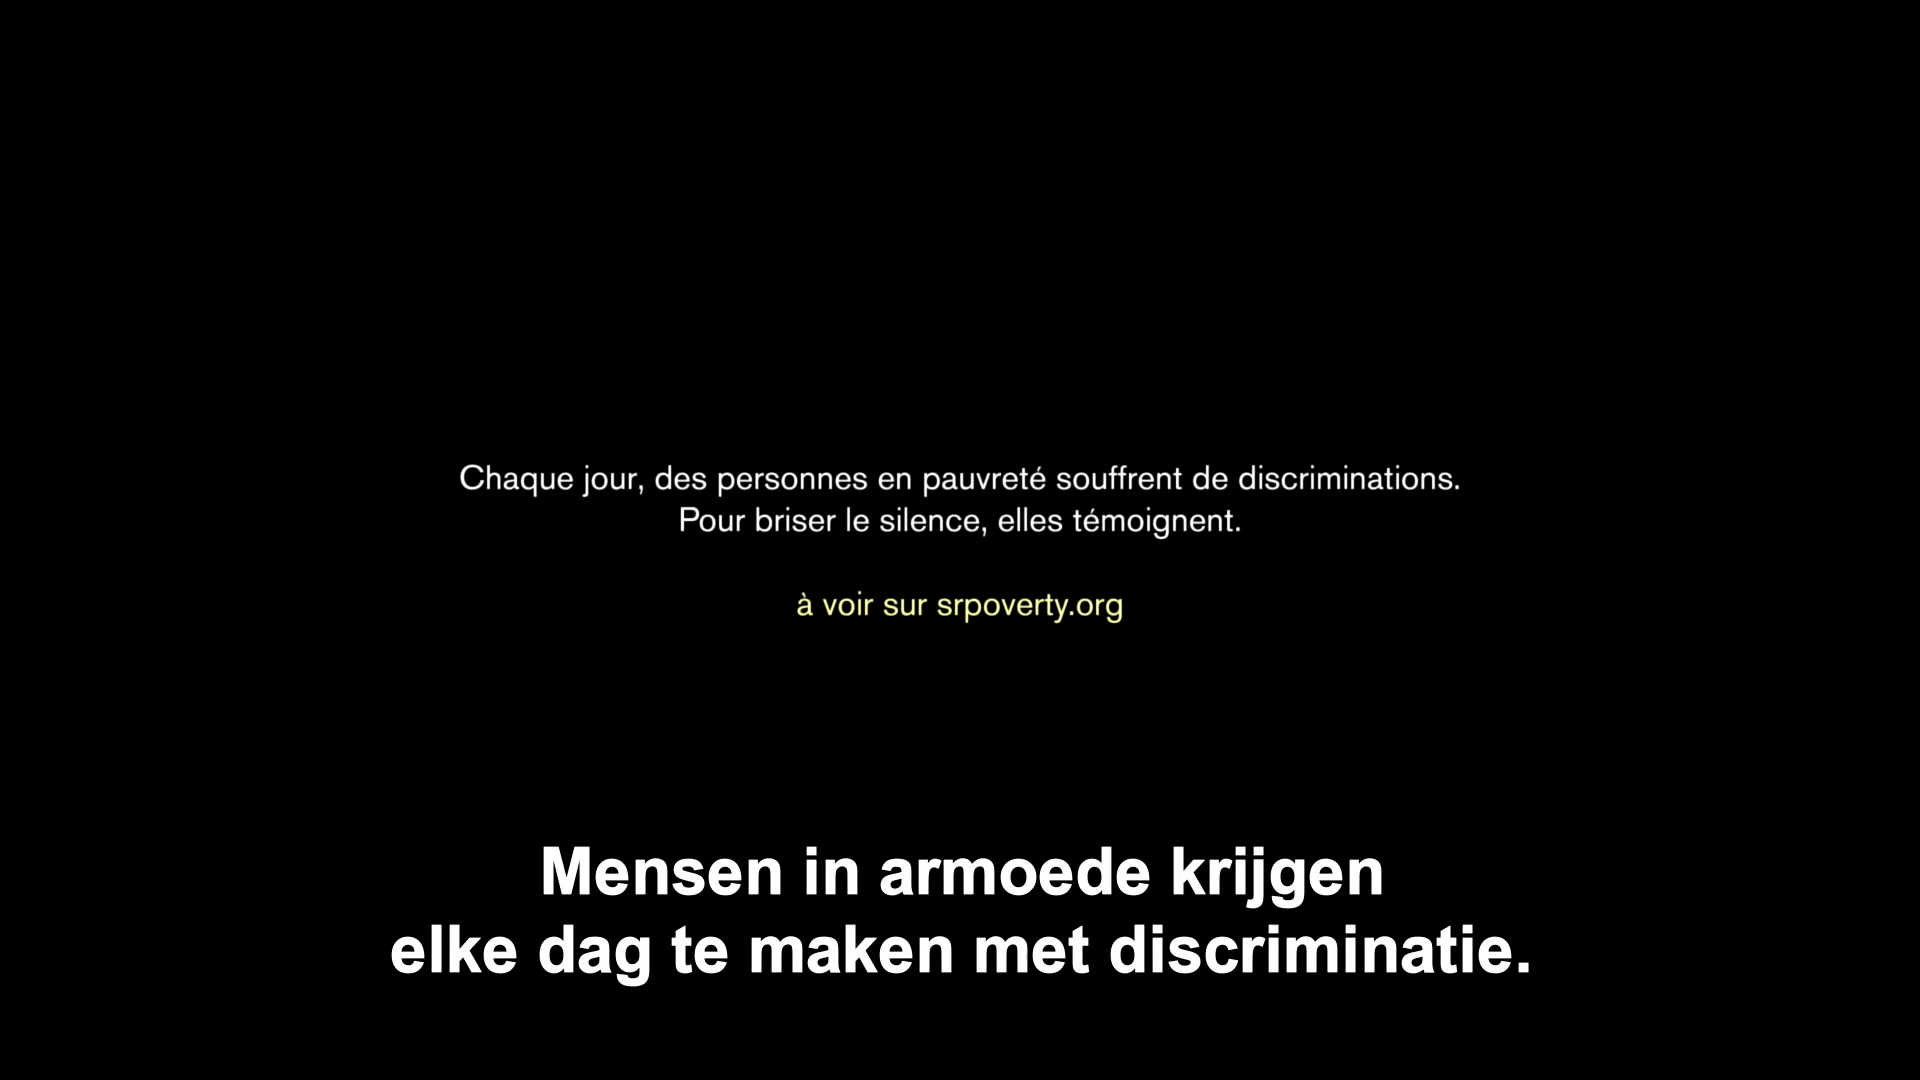 Chaque jour, des personnes en pauvreté souffrent de discriminations.
Pour briser le silence, elles témoignent.
à voir sur srpoverty.org
Mensen in armoede krijgen
elke dag te maken met discriminatie.